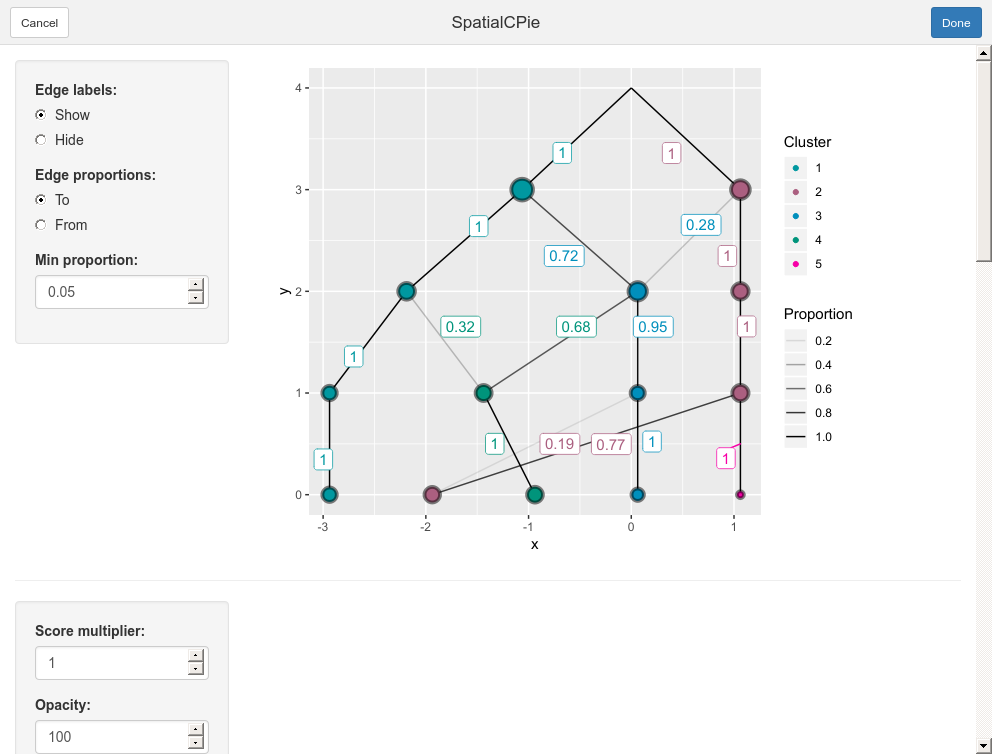 Cancel
SpatialCPie
Done
Edge labels:
Show
Hide
Edge proportions:
To
From
Min proportion:
0.05
4
3
2
1
0
y
1
1
1
0.28
0.72
1
0.32
0.68
0.95
1
1
1
0.19
0.77
1
1
1
-3
-2
-1
0
1
x
Cluster
1
2
3
4
5
Proportion
0.2
0.4
0.6
0.8
1.0
Score multiplier:
1
Opacity:
100